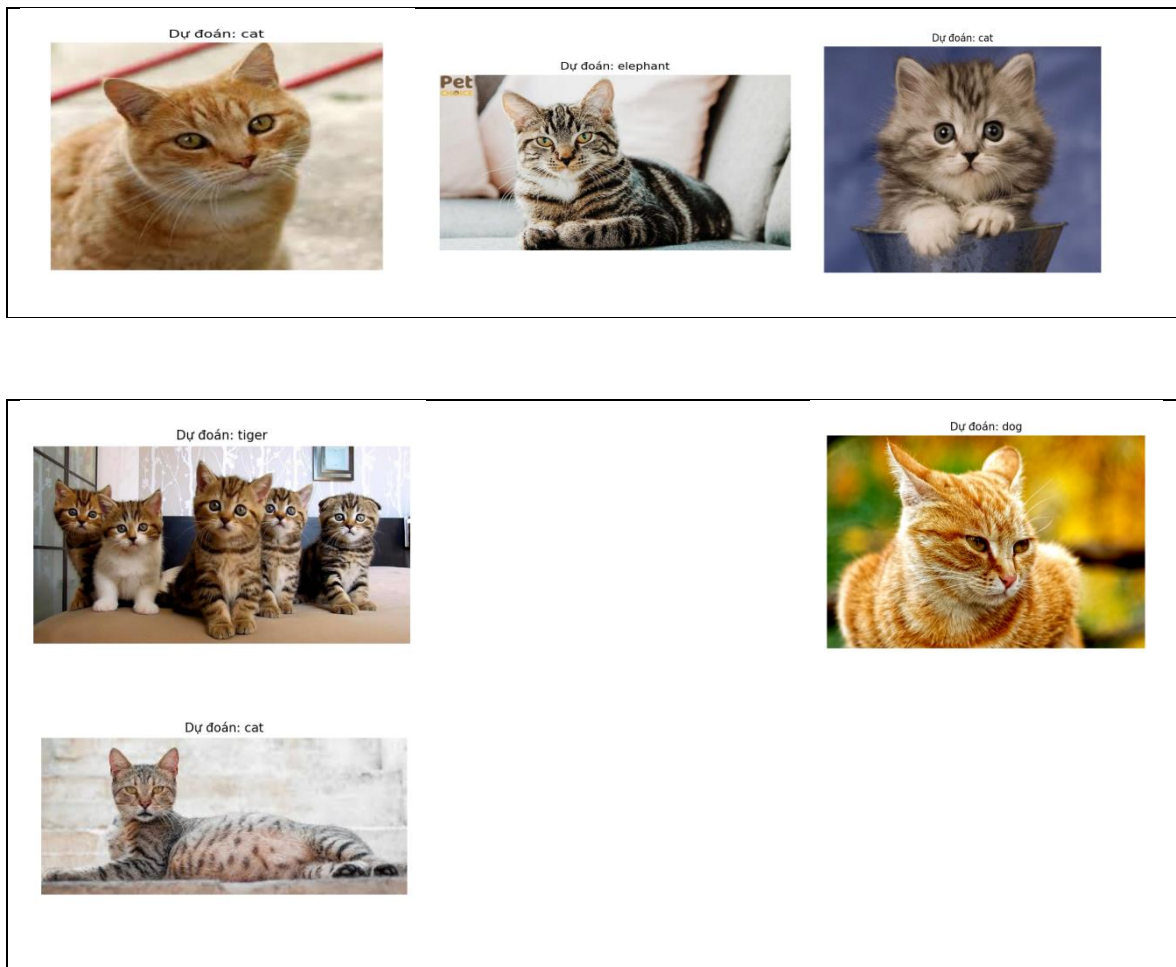 Dự đoán: cat
Dự đoán: elephant
Dự đoán: cat
Pet
CHOICE
Dự đoán: tiger
Dự đoán: dog
Dự đoán: cat